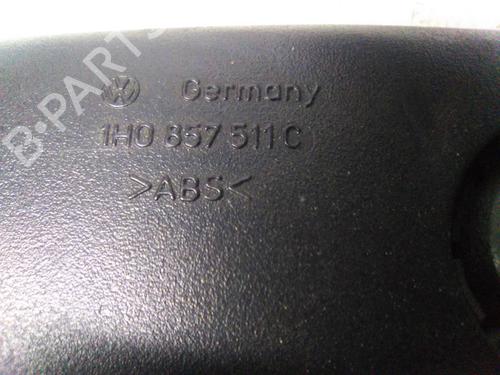 Germany
1H0 857 511 C
>ABS<
B-PARTS